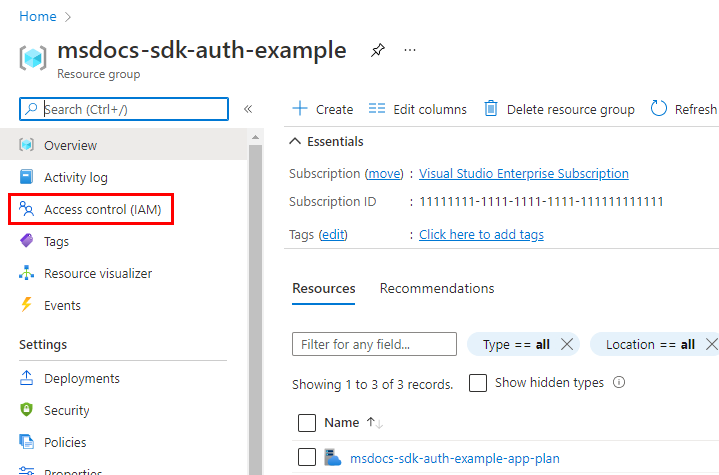 Home
msdocs-sdk-auth-example
Resource group
Search (Ctrl+/)
Overview
Activity log
Access control (IAM)
Tags
Resource visualizer
Events
Settings
Deployments
Security
Policies
Properties
Create Edit columns Delete resource group Refresh
Essentials
Subscription (move) : Visual Studio Enterprise Subscription
Subscription ID : 11111111-1111-1111-1111-111111111111
Tags (edit) : Click here to add tags
Resources Recommendations
Filter for any field... Type == all Location == all
Showing 1 to 3 of 3 records. Show hidden types
Name
msdocs-sdk-auth-example-app-plan